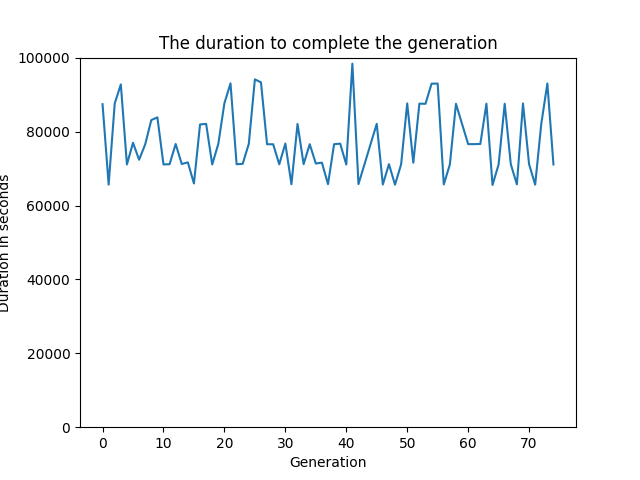 The duration to complete the generation
100000
80000
60000
40000
20000
0
Duration in seconds
0 10 20 30 40 50 60 70
Generation